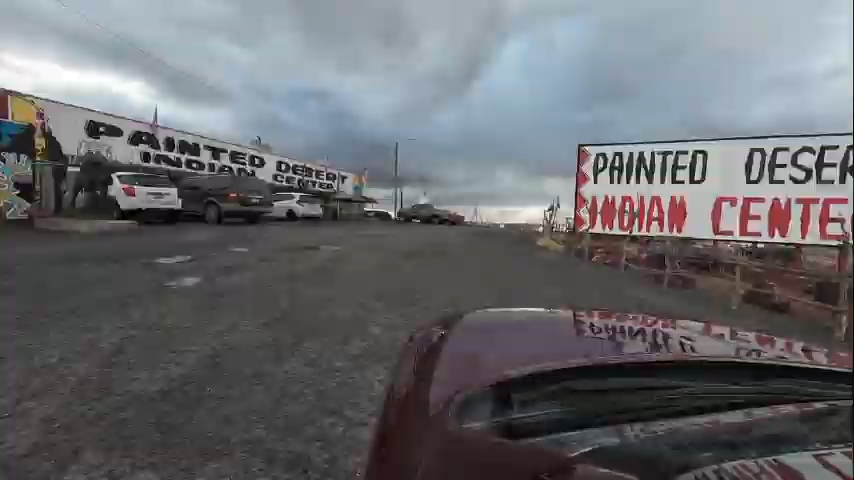 PAINTED DESERT
INDIAN CENTER
PAINTED DESER
INDIAN CENTE